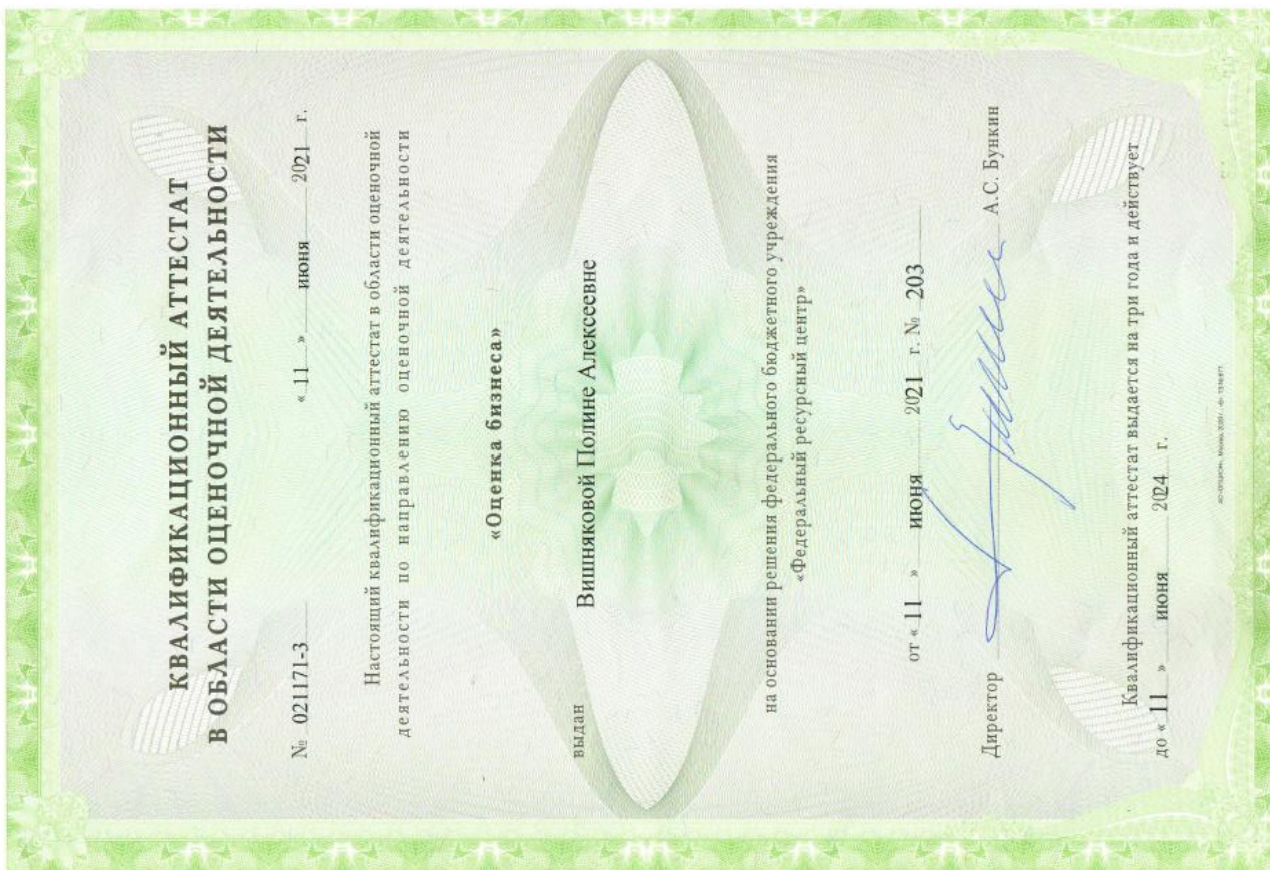 КВАЛИФИКАЦИОННЫЙ АТТЕСТАТ
В ОБЛАСТИ ОЦЕНОЧНОЙ ДЕЯТЕЛЬНОСТИ
№ 021171-3 « 11 » июня 2021 г.
Настоящий квалификационный аттестат в области оценочной
деятельности по направлению оценочной деятельности
«Оценка бизнеса»
выдан Вишняковой Полине Алексеевне
на основании решения федерального бюджетного учреждения
«Федеральный ресурсный центр»
от « 11 » июня 2021 г. № 203
Директор А.С. Бункин
Квалификационный аттестат выдается на три года и действует
до « 11 » июня 2024 г.